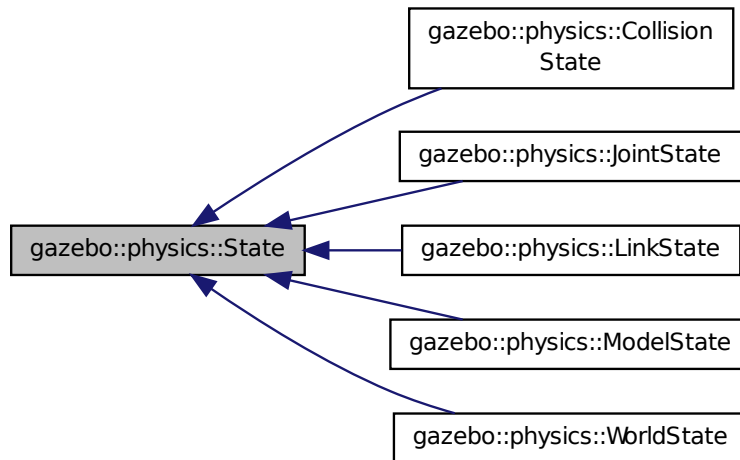 gazebo::physics::Collision
State
gazebo::physics::JointState
gazebo::physics::State
gazebo::physics::LinkState
gazebo::physics::ModelState
gazebo::physics::WorldState